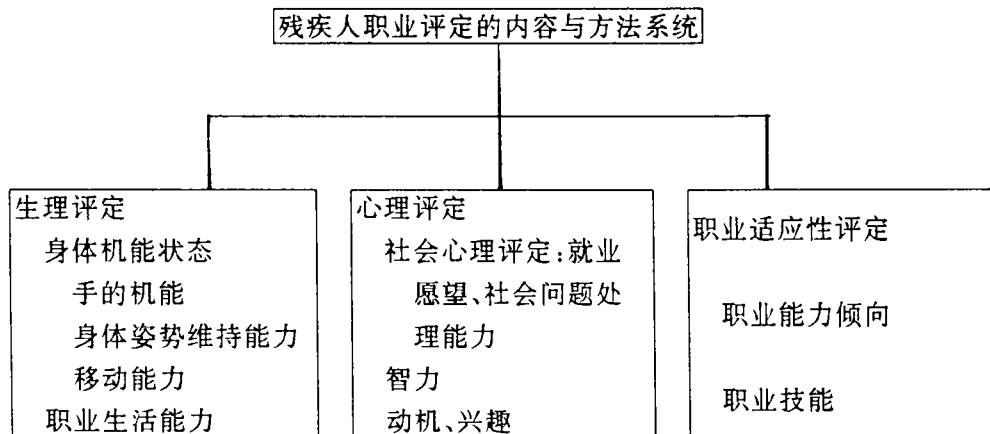 残疾人职业评定的内容与方法系统
生理评定
身体机能状态
手的机能
身体姿势维持能力
移动能力
职业生活能力
心理评定
社会心理评定:就业
愿望、社会问题处
理能力
智力
动机、兴趣
职业适应性评定
职业能力倾向
职业技能